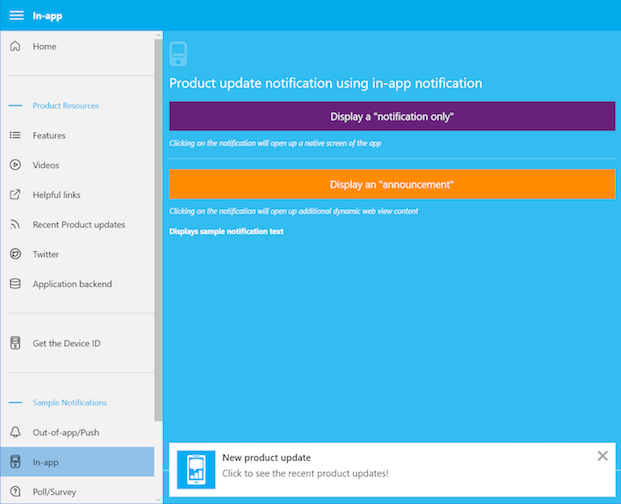 In-app
Home
Product Resources
Features
Videos
Helpful links
Recent Product updates
Twitter
Application backend
Get the Device ID
Sample Notifications
Out-of-app/Push
In-app
Poll/Survey
Product update notification using in-app notification
Display a "notification only"
Clicking on the notification will open up a native screen of the app
Display an "announcement"
Clicking on the notification will open up additional dynamic web view content
Displays sample notification text
New product update
Click to see the recent product updates!